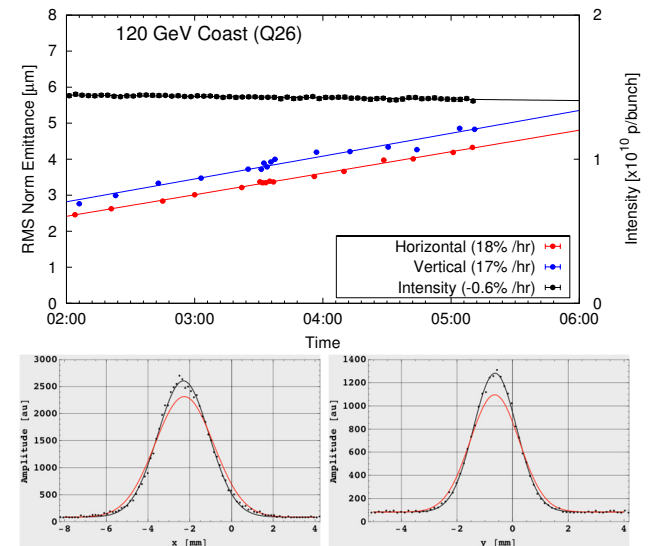 120 GeV Coast (Q26)
RMS Norm Emittance [μm]
8
7
6
5
4
3
2
1
0
2
1
0
Intensity [x10^10 p/bunch]
Horizontal (18% /hr)
Vertical (17% /hr)
Intensity (-0.6% /hr)
02:00 03:00 04:00 05:00 06:00
Time
Amplitude [au]
3000
2500
2000
1500
1000
500
0
-8 -6 -4 -2 0 2 4
x [mm]
Amplitude [au]
1400
1200
1000
800
600
400
200
0
-4 -2 0 2 4
y [mm]